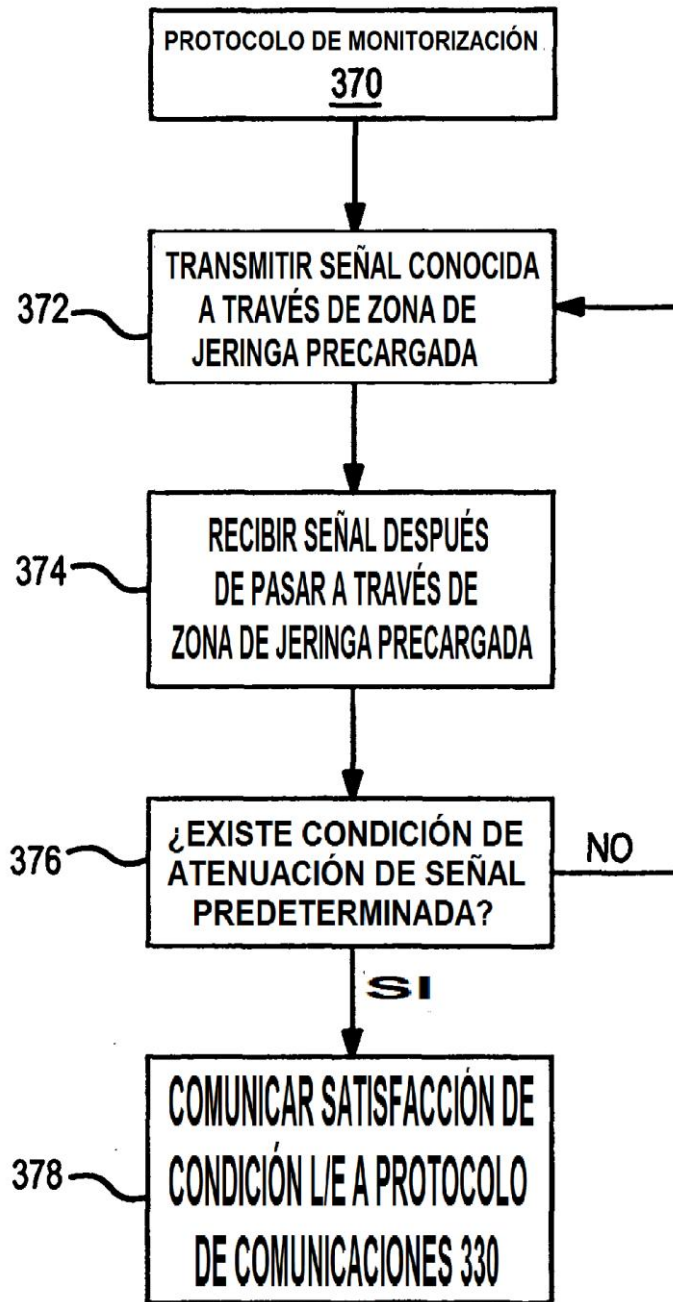 PROTOCOLO DE MONITORIZACIÓN
370
TRANSMITIR SEÑAL CONOCIDA
A TRAVÉS DE ZONA DE
JERINGA PRECARGADA
372
RECIBIR SEÑAL DESPUÉS
DE PASAR A TRAVÉS DE
ZONA DE JERINGA PRECARGADA
374
¿EXISTE CONDICIÓN DE
ATENUACIÓN DE SEÑAL
PREDETERMINADA?
376
NO
SI
COMUNICAR SATISFACCIÓN DE
CONDICIÓN L/E A PROTOCOLO
DE COMUNICACIONES 330
378